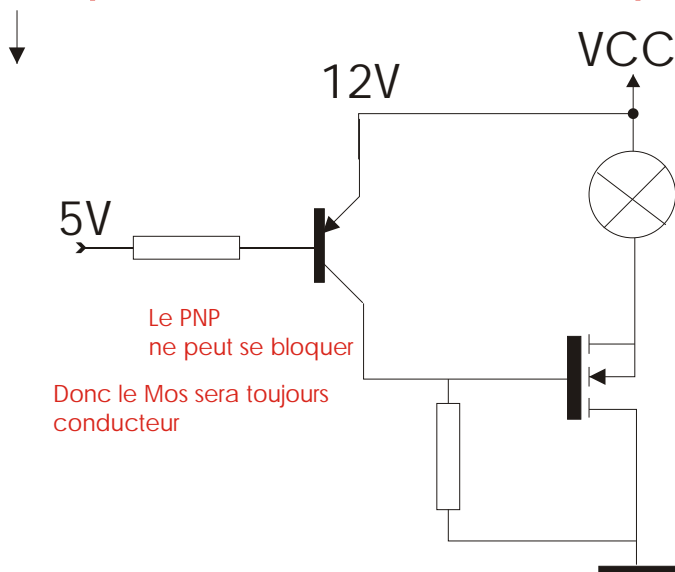 VCC
12V
5V
Le PNP
ne peut se bloquer
Donc le Mos sera toujours
conducteur